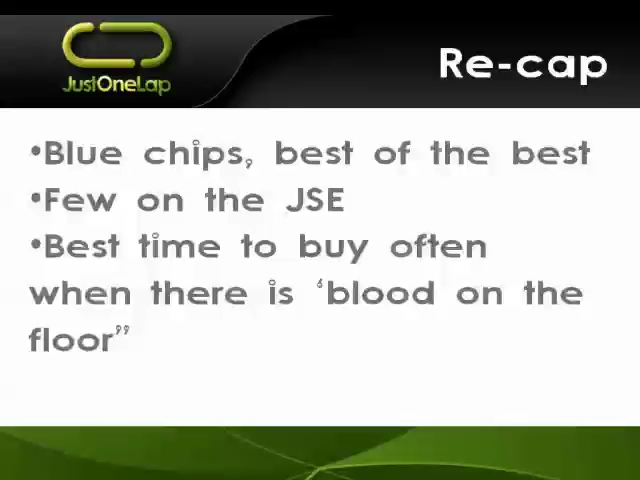 JustOneLap
Re-cap
•Blue chips, best of the best
•Few on the JSE
•Best time to buy often
when there is ‘blood on the
floor”